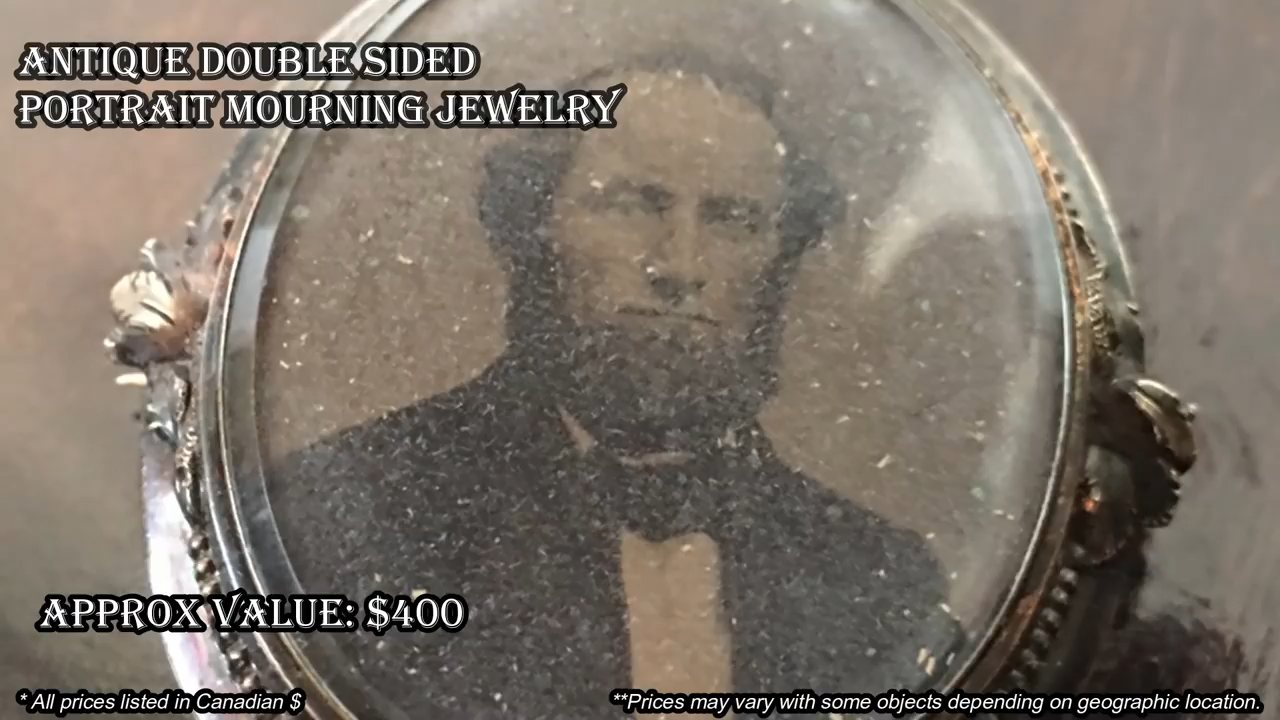 ANTIQUE DOUBLE SIDED
PORTRAIT MOURNING JEWELRY
APPROX VALUE: $400
* All prices listed in Canadian $
**Prices may vary with some objects depending on geographic location.